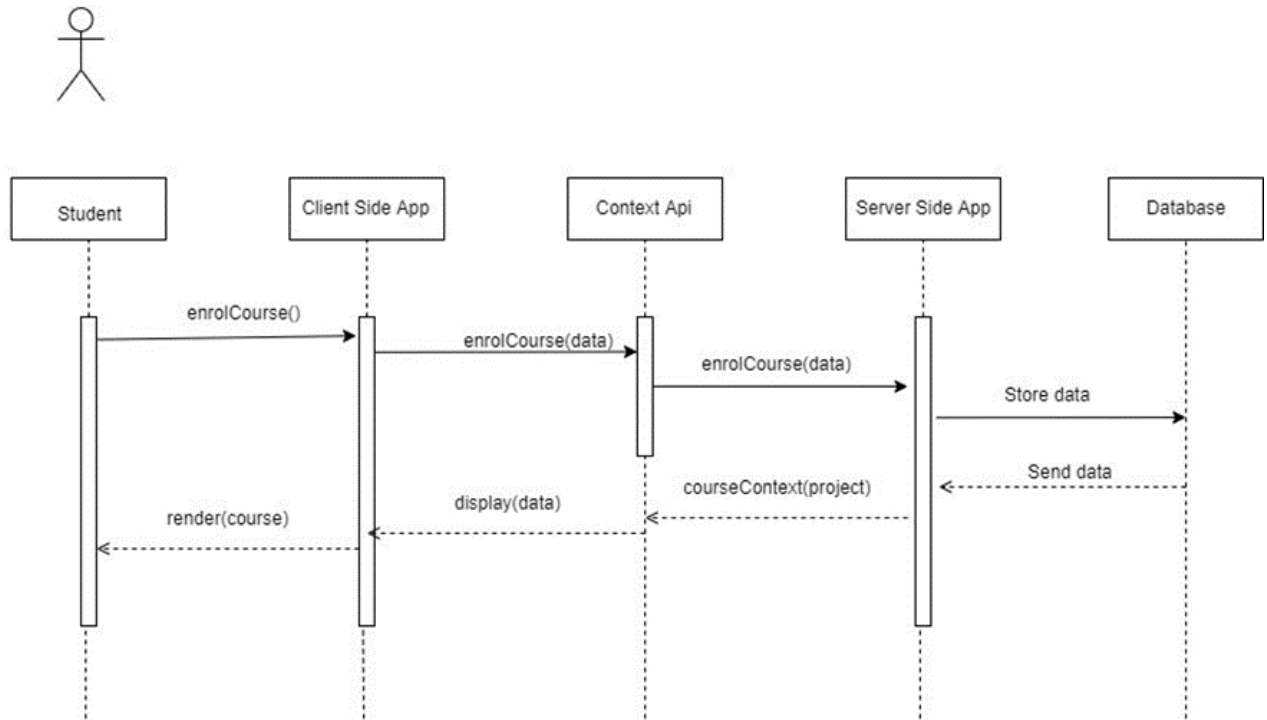 Student
Client Side App
Context Api
Server Side App
Database
enrolCourse()
enrolCourse(data)
enrolCourse(data)
Store data
Send data
courseContext(project)
display(data)
render(course)